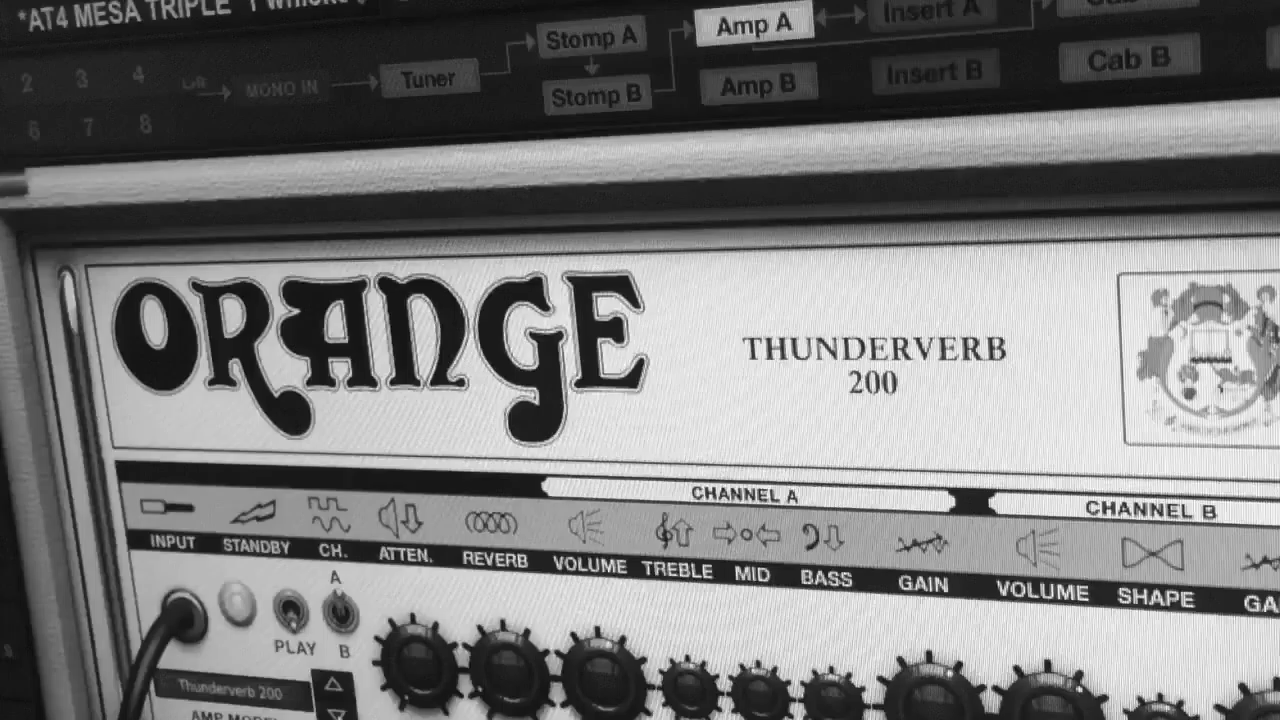 *AT4 MESA TRIPLE
Stomp A
Amp A
Insert A
2 3 4
L+R
MONO IN
Tuner
Stomp B
Amp B
Insert B
Cab B
6 7 8
ORANGE
THUNDERVERB
200
CHANNEL A
CHANNEL B
INPUT
STANDBY
CH.
ATTEN.
REVERB
VOLUME
TREBLE
MID
BASS
GAIN
VOLUME
SHAPE
A
PLAY
B
Thunderverb 200